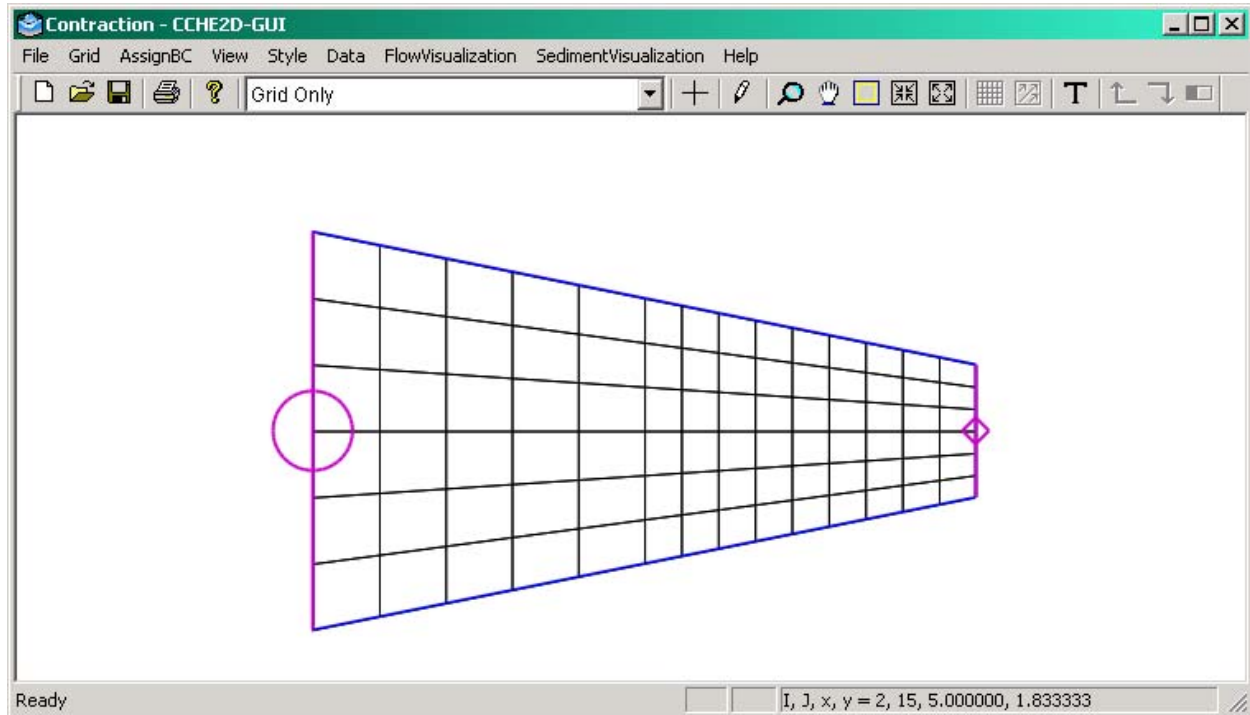 Contraction - CCHE2D-GUI
File Grid AssignBC View Style Data FlowVisualization SedimentVisualization Help
Grid Only T
Ready I, J, x, y = 2, 15, 5.000000, 1.833333